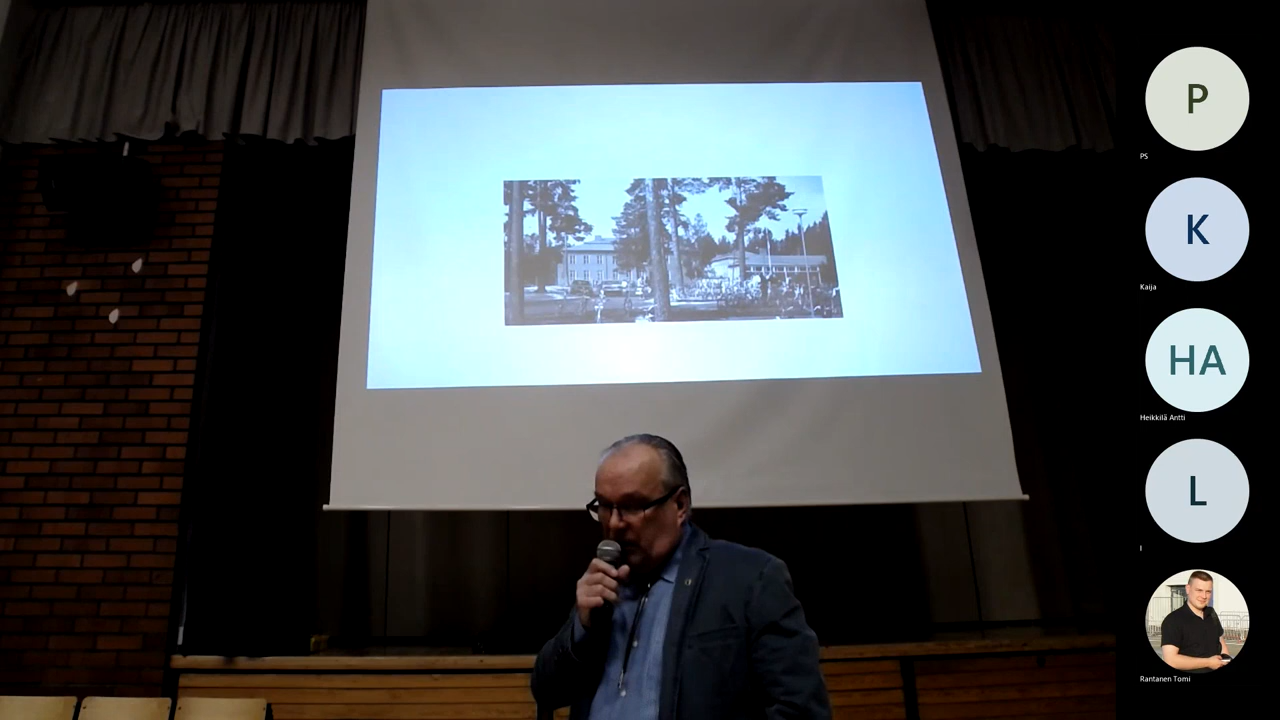 P
PS
K
Kaija
HA
Heikkilä Antti
L
l
Rantanen Tomi